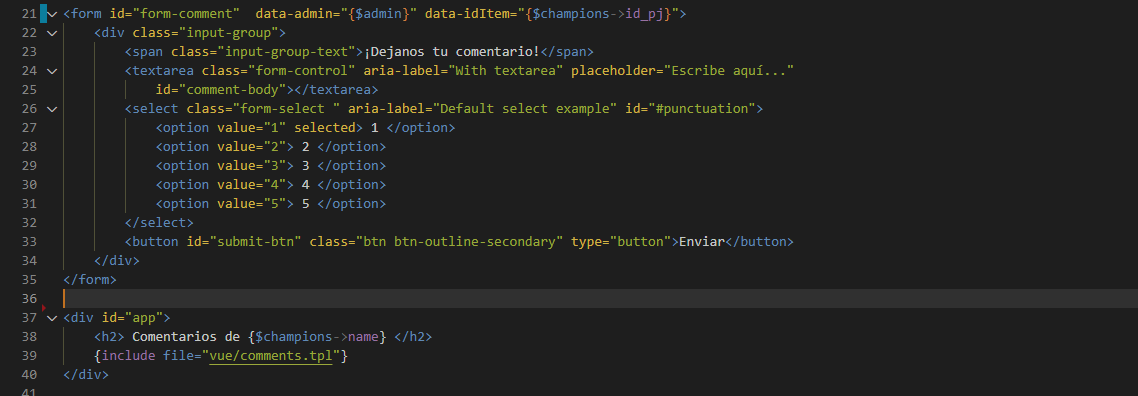 21 <form id="form-comment"  data-admin="{$admin}" data-idItem="{$champions->id_pj}">
22 <div class="input-group">
23 <span class="input-group-text">¡Dejanos tu comentario!</span>
24 <textarea class="form-control" aria-label="With textarea" placeholder="Escribe aquí..."
25 id="comment-body"></textarea>
26 <select class="form-select " aria-label="Default select example" id="#punctuation">
27 <option value="1" selected> 1 </option>
28 <option value="2"> 2 </option>
29 <option value="3"> 3 </option>
30 <option value="4"> 4 </option>
31 <option value="5"> 5 </option>
32 </select>
33 <button id="submit-btn" class="btn btn-outline-secondary" type="button">Enviar</button>
34 </div>
35 </form>
36
37 <div id="app">
38 <h2> Comentarios de {$champions->name} </h2>
39 {include file="vue/comments.tpl"}
40 </div>
41